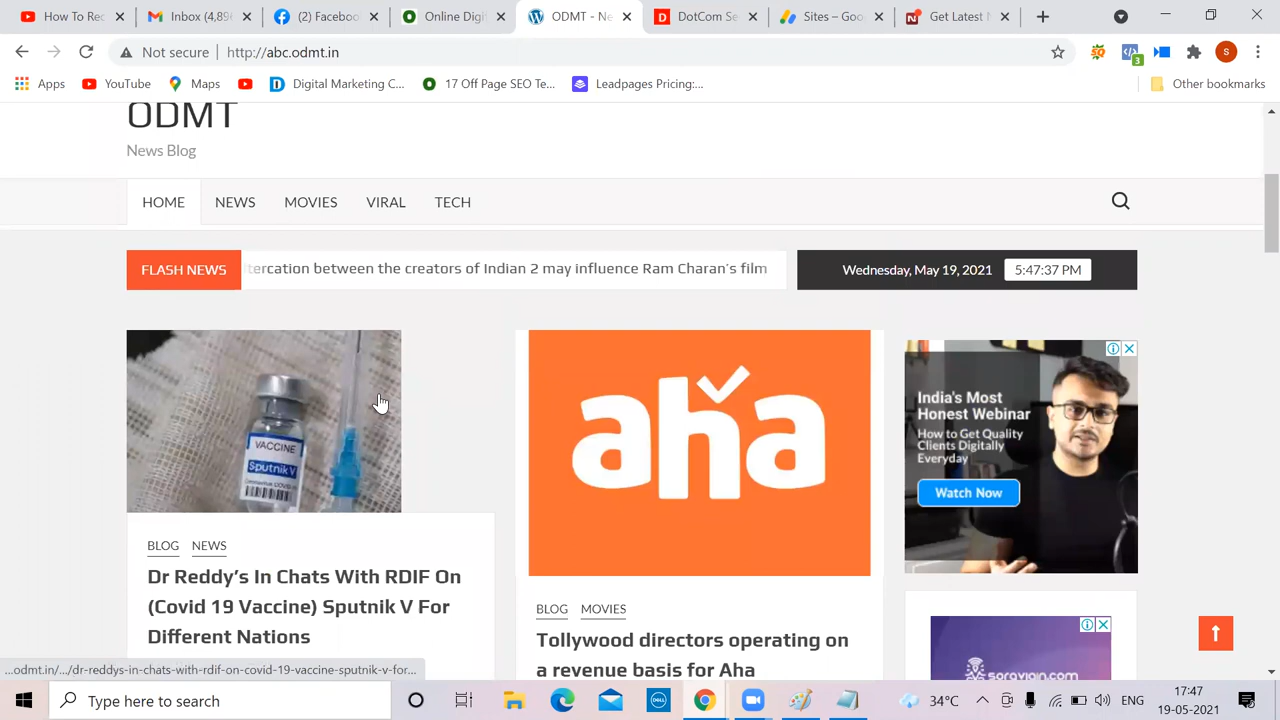 How To Rec
Inbox (4,89
(2) Facebo
Online Digi
ODMT - Ne
DotCom Se
Sites – Goo
Get Latest N
Not secure http://abc.odmt.in
SQ
3
S
Apps YouTube Maps Digital Marketing C... 17 Off Page SEO Te... Leadpages Pricing:... Other bookmarks
ODMT
News Blog
HOME NEWS MOVIES VIRAL TECH
FLASH NEWS
tercation between the creators of Indian 2 may influence Ram Charan's film
Wednesday, May 19, 2021 5:47:37 PM
VACCINE
Sputnik V
BLOG NEWS
Dr Reddy's In Chats With RDIF On
(Covid 19 Vaccine) Sputnik V For
Different Nations
aha
BLOG MOVIES
Tollywood directors operating on
a revenue basis for Aha
India's Most
Honest Webinar
How to Get Quality
Clients Digitally
Everyday
Watch Now
..odmt.in/.../dr-reddys-in-chats-with-rdif-on-covid-19-vaccine-sputnik-v-for...
Type here to search
DELL
34°C
ENG
17:47
19-05-2021